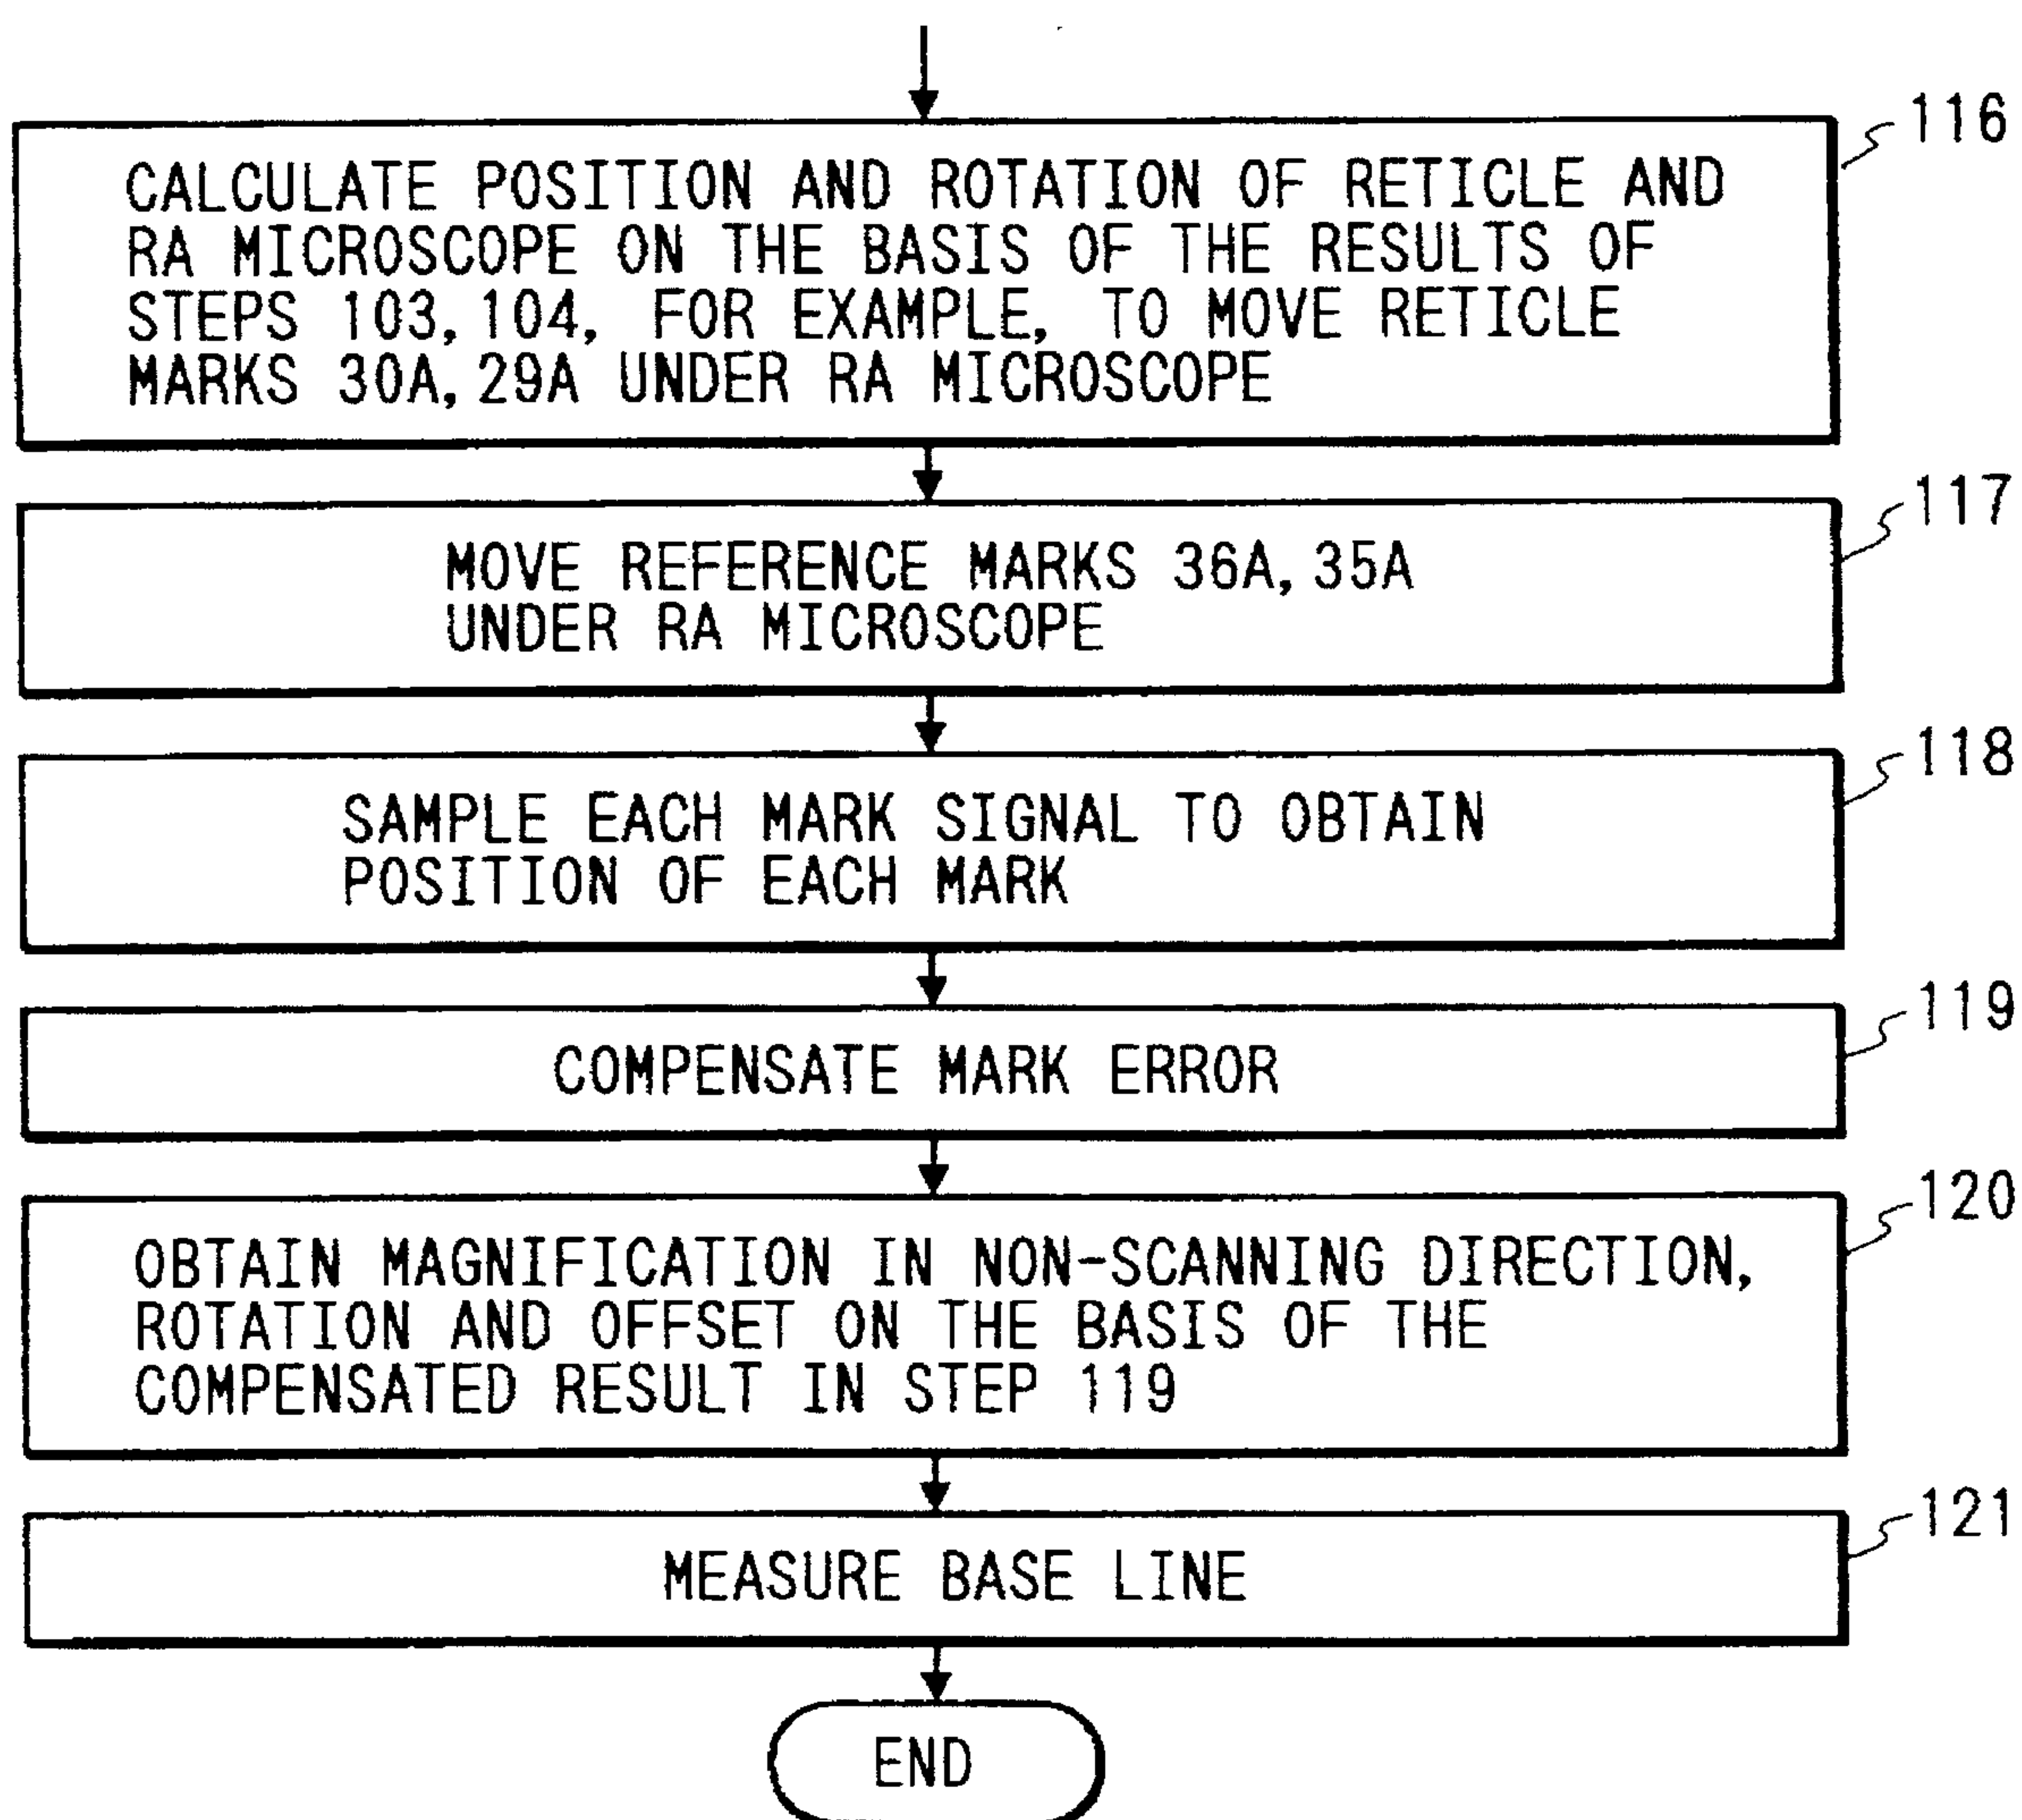 116
CALCULATE POSITION AND ROTATION OF RETICLE AND
RA MICROSCOPE ON THE BASIS OF THE RESULTS OF
STEPS 103, 104, FOR EXAMPLE, TO MOVE RETICLE
MARKS 30A, 29A UNDER RA MICROSCOPE
117
MOVE REFERENCE MARKS 36A, 35A
UNDER RA MICROSCOPE
118
SAMPLE EACH MARK SIGNAL TO OBTAIN
POSITION OF EACH MARK
119
COMPENSATE MARK ERROR
120
OBTAIN MAGNIFICATION IN NON-SCANNING DIRECTION,
ROTATION AND OFFSET ON THE BASIS OF THE
COMPENSATED RESULT IN STEP 119
121
MEASURE BASE LINE
END